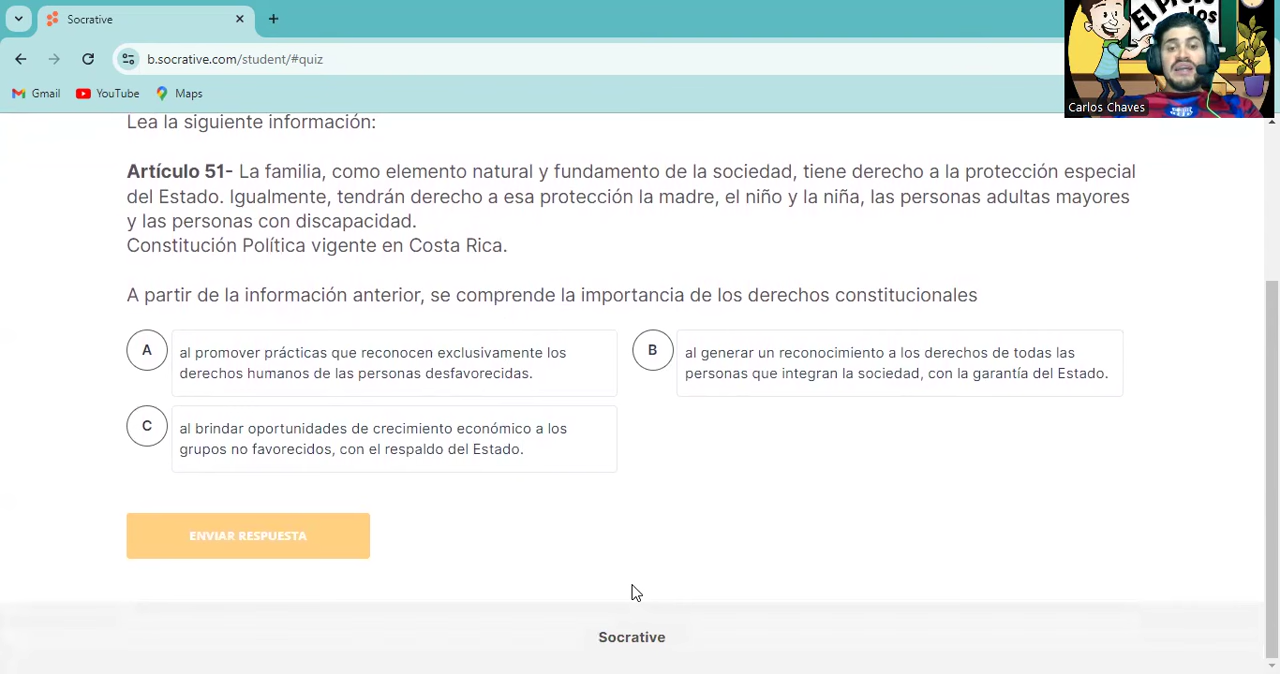 Socrative
b.socrative.com/student/#quiz
Gmail YouTube Maps
El Profe
Carlos Chaves
Lea la siguiente información:
Artículo 51- La familia, como elemento natural y fundamento de la sociedad, tiene derecho a la protección especial
del Estado. Igualmente, tendrán derecho a esa protección la madre, el niño y la niña, las personas adultas mayores
y las personas con discapacidad.
Constitución Política vigente en Costa Rica.
A partir de la información anterior, se comprende la importancia de los derechos constitucionales
A
al promover prácticas que reconocen exclusivamente los
derechos humanos de las personas desfavorecidas.
B
al generar un reconocimiento a los derechos de todas las
personas que integran la sociedad, con la garantía del Estado.
C
al brindar oportunidades de crecimiento económico a los
grupos no favorecidos, con el respaldo del Estado.
ENVIAR RESPUESTA
Socrative